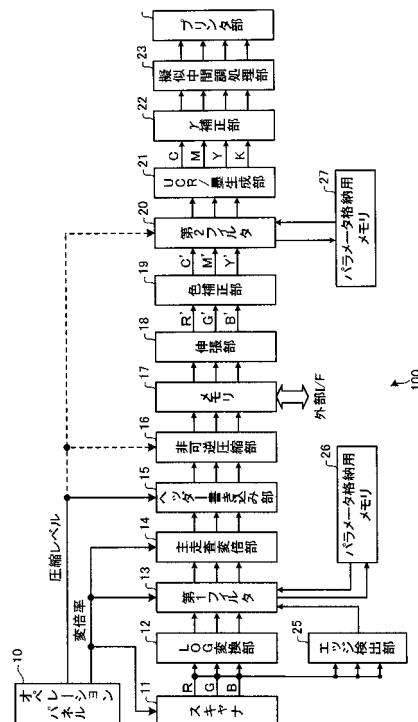 10
オペレーション
パネル
圧縮レベル
変倍率
11
スキャナ
R
G
B
12
LOG変換部
25
エッジ検出部
13
第1フィルタ
26
パラメータ格納用
メモリ
14
主走査変倍部
15
ヘッダー書き込み部
16
非可逆圧縮部
17
メモリ
外部I/F
100
18
伸張部
R'
G'
B'
19
色補正部
C'
M'
Y'
20
第2フィルタ
27
パラメータ格納用
メモリ
21
UCR/墨生成部
C
M
Y
K
22
γ補正部
23
擬似中間調処理部
プリンタ部